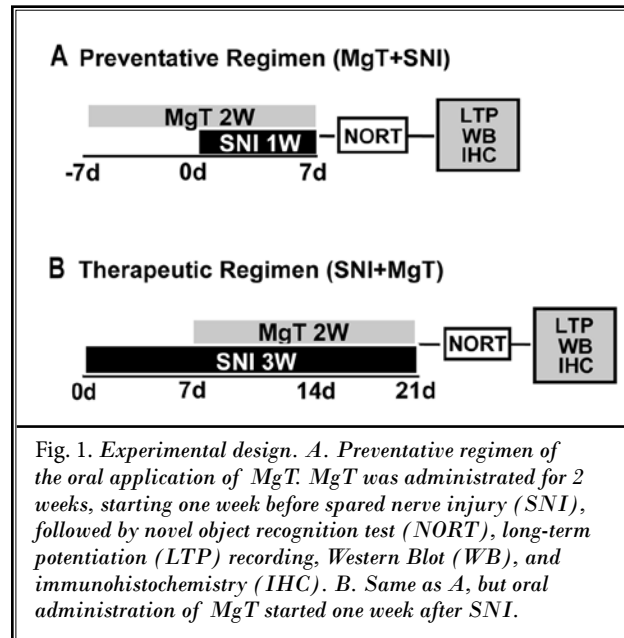 A Preventative Regimen (MgT+SNI)
MgT 2W
SNI 1W
NORT
LTP
WB
IHC
-7d 0d 7d
B Therapeutic Regimen (SNI+MgT)
MgT 2W
SNI 3W
NORT
LTP
WB
IHC
0d 7d 14d 21d
Fig. 1. Experimental design. A. Preventative regimen of
the oral application of MgT. MgT was administrated for 2
weeks, starting one week before spared nerve injury (SNI),
followed by novel object recognition test (NORT), long-term
potentiation (LTP) recording, Western Blot (WB), and
immunohistochemistry (IHC). B. Same as A, but oral
administration of MgT started one week after SNI.